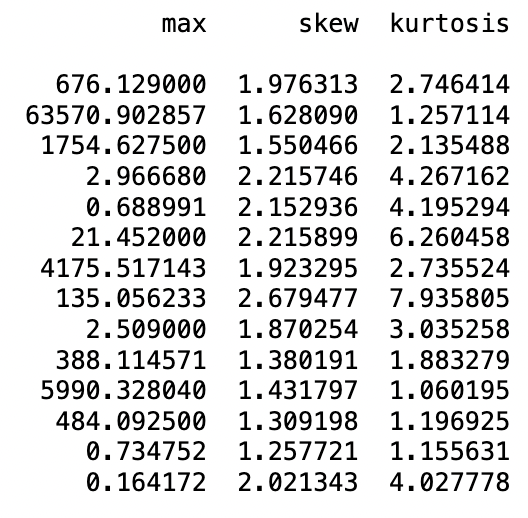 max skew kurtosis
676.129000 1.976313 2.746414
63570.902857 1.628090 1.257114
1754.627500 1.550466 2.135488
2.966680 2.215746 4.267162
0.688991 2.152936 4.195294
21.452000 2.215899 6.260458
4175.517143 1.923295 2.735524
135.056233 2.679477 7.935805
2.509000 1.870254 3.035258
388.114571 1.380191 1.883279
5990.328040 1.431797 1.060195
484.092500 1.309198 1.196925
0.734752 1.257721 1.155631
0.164172 2.021343 4.027778